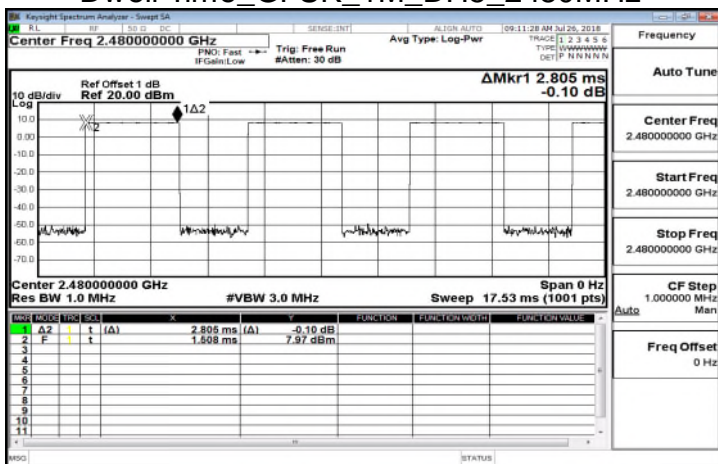 Keysight Spectrum Analyzer - Swept SA
RL RF 50 Ω DC SENSE:INT ALIGN AUTO 09:11:28 AM Jul 26, 2018
Center Freq 2.480000000 GHz
PNO: Fast
IFGain:Low
Trig: Free Run
#Atten: 30 dB
Avg Type: Log-Pwr
TRACE 1 2 3 4 5 6
TYPE WWWWWW
DET P N N N N N
Frequency
Auto Tune
Center Freq
2.480000000 GHz
Start Freq
2.480000000 GHz
Stop Freq
2.480000000 GHz
CF Step
1.000000 MHz
Auto Man
Freq Offset
0 Hz
ΔMkr1 2.805 ms
-0.10 dB
Ref Offset 1 dB
10 dB/div Ref 20.00 dBm
Log
1Δ2
10.0
X2
0.00
-10.0
-20.0
-30.0
-40.0
-50.0
-60.0
-70.0
Center 2.480000000 GHz Span 0 Hz
Res BW 1.0 MHz #VBW 3.0 MHz Sweep 17.53 ms (1001 pts)
MKR MODE TRC SCL X Y FUNCTION FUNCTION WIDTH FUNCTION VALUE
1 Δ2 1 t (Δ) 2.805 ms (Δ) -0.10 dB
2 F 1 t 1.508 ms 7.97 dBm
3
4
5
6
7
8
9
10
11
MSG STATUS